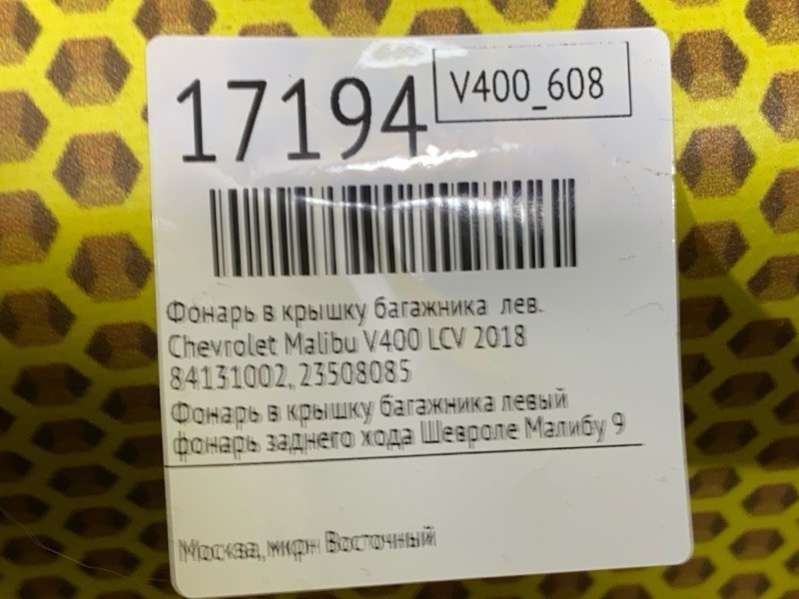 17194
V400_608
Фонарь в крышку багажника лев.
Chevrolet Malibu V400 LCV 2018
84131002, 23508085
Фонарь в крышку багажника левый
фонарь заднего хода Шевроле Малибу 9
Москва, мкрн Восточный